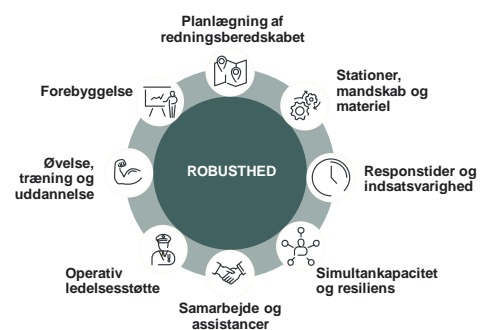 Planlægning af
redningsberedskabet
Stationer,
mandskab og
materiel
Responstider og
indsatsvarighed
Simultankapacitet
og resiliens
Samarbejde og
assistancer
Operativ
ledelsesstøtte
Øvelse,
træning og
uddannelse
Forebyggelse
ROBUSTHED